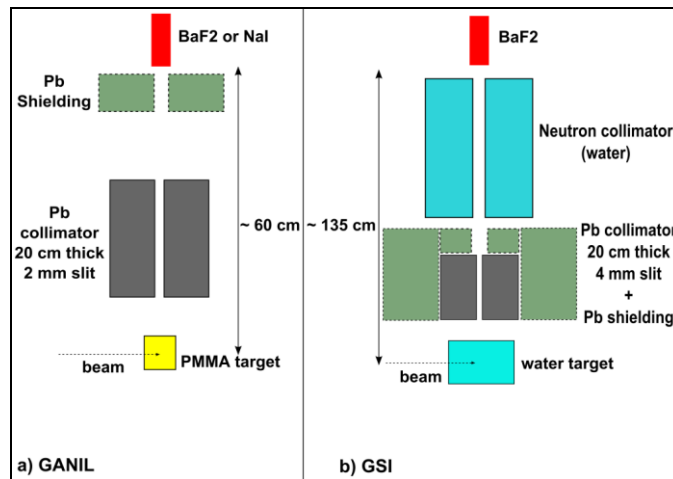 BaF2 or NaI
Pb
Shielding
Pb
collimator
20 cm thick
2 mm slit
~ 60 cm
beam
PMMA target
a) GANIL
BaF2
Neutron collimator
(water)
~ 135 cm
Pb collimator
20 cm thick
4 mm slit
+
Pb shielding
beam
water target
b) GSI